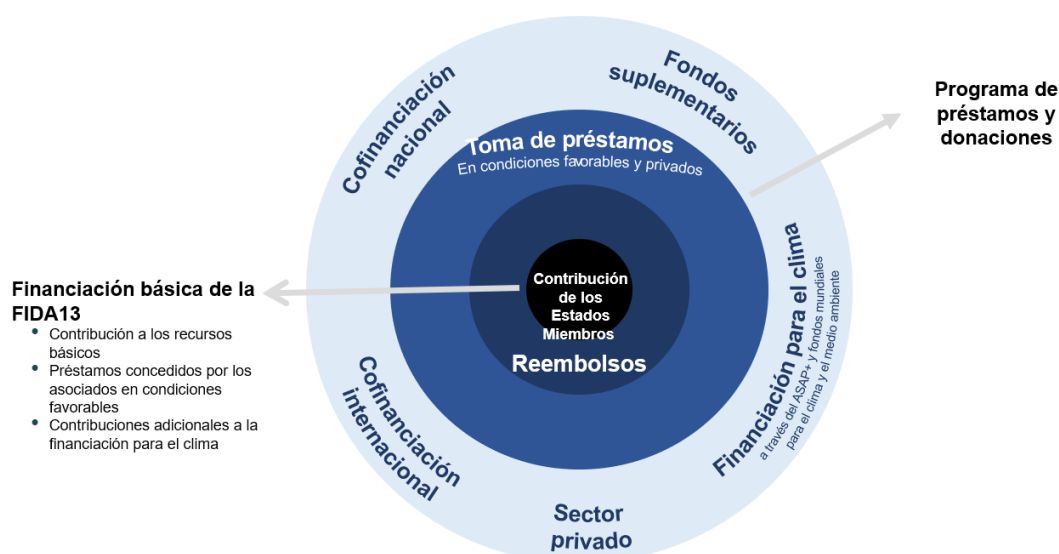 Cofinanciación
nacional
Fondos
suplementarios
Programa de
préstamos y
donaciones
Toma de préstamos
En condiciones favorables y privados
Financiación básica de la
FIDA13
• Contribución a los recursos
básicos
• Préstamos concedidos por los
asociados en condiciones
favorables
• Contribuciones adicionales a la
financiación para el clima
Contribución
de los
Estados
Miembros
Reembolsos
Financiación para el clima
a través del ASAP+ y fondos mundiales
para el clima y el medio ambiente
Cofinanciación
internacional
Sector
privado